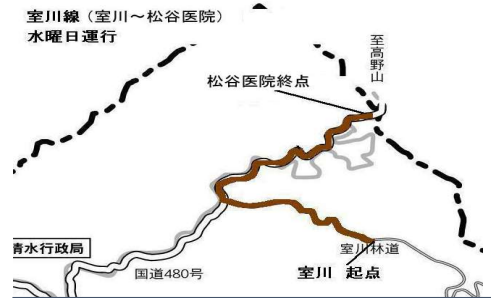 室川線（室川～松谷医院）
水曜日運行
至高野山
松谷医院終点
清水行政局
室川林道
国道480号
室川 起点